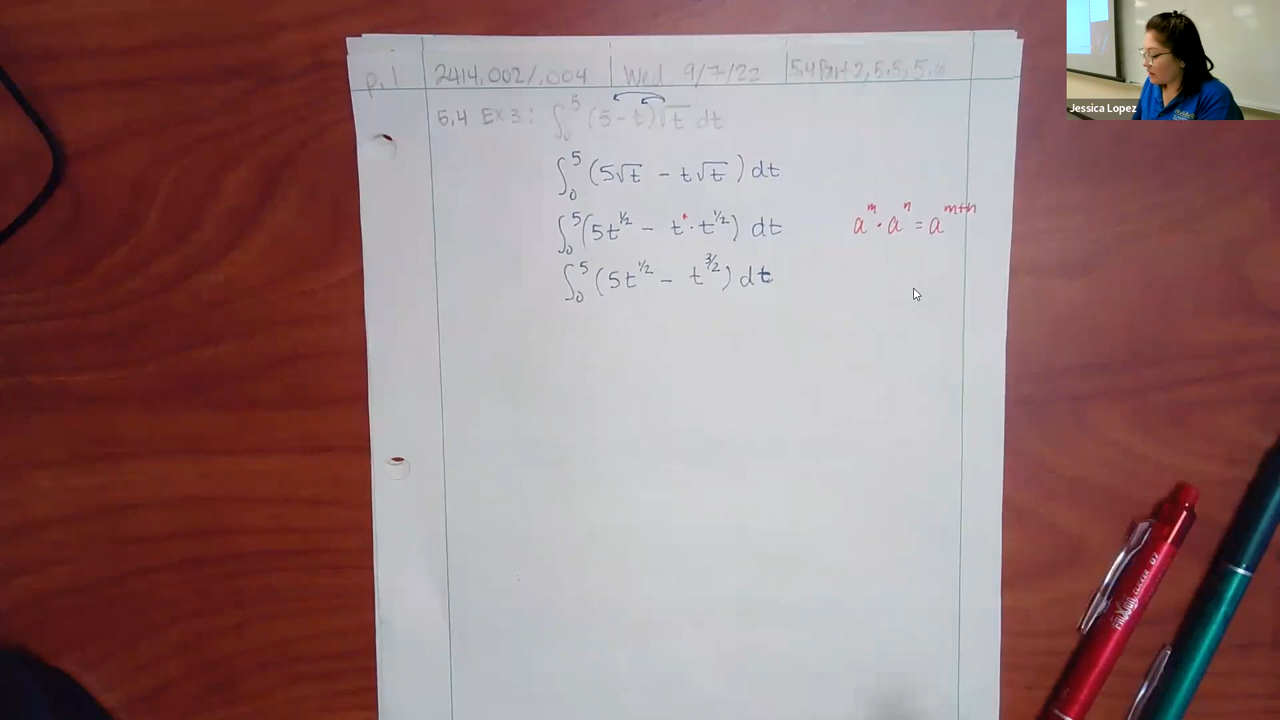 p. 1 2414.002/.004 Wed 9/7/22 5.4 Part 2, 5.5, 5.6
5.4 Ex 3: ∫₀⁵ (5-t)√t dt
∫₀⁵ (5√t - t√t) dt
∫₀⁵ (5t^1/2 - t¹·t^1/2) dt
a^m · a^n = a^m+n
∫₀⁵ (5t^1/2 - t^3/2) dt
Jessica Lopez